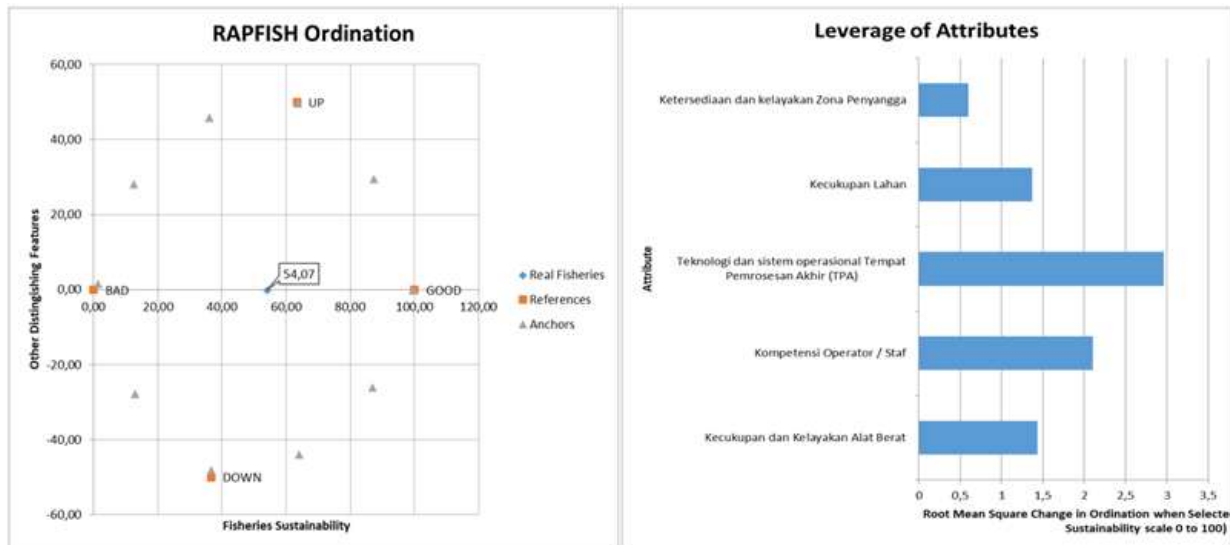 RAPFISH Ordination
60,00
40,00
20,00
0,00
-20,00
-40,00
-60,00
Other Distingishing Features
UP
54,07
BAD
GOOD
DOWN
0,00
20,00
40,00
60,00
80,00
100,00
120,00
Fisheries Sustainability
Real Fisheries
References
Anchors
Leverage of Attributes
Attribute
Ketersediaan dan kelayakan Zona Penyangga
Kecukupan Lahan
Teknologi dan sistem operasional Tempat
Pemrosesan Akhir (TPA)
Kompetensi Operator / Staf
Kecukupan dan Kelayakan Alat Berat
0
0,5
1
1,5
2
2,5
3
3,5
Root Mean Square Change in Ordination when Selecte
Sustainability scale 0 to 100)